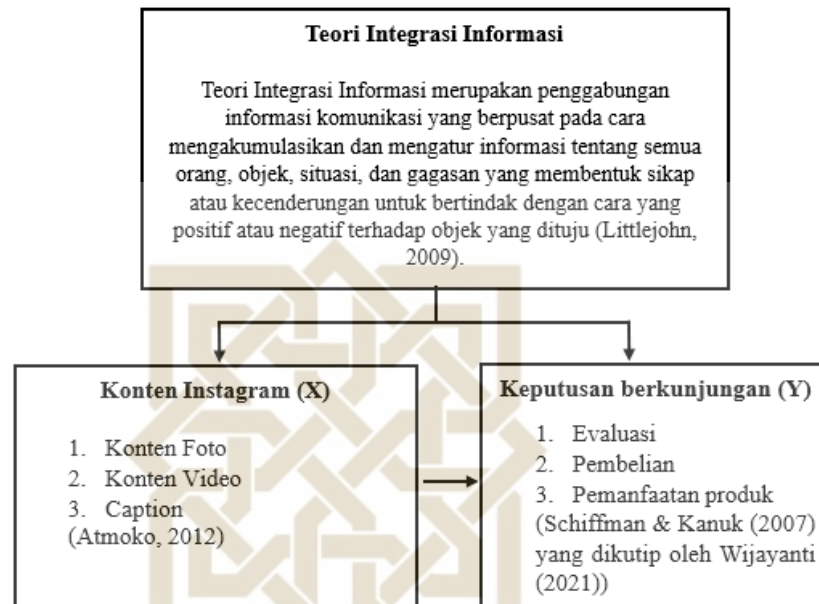 Teori Integrasi Informasi
Teori Integrasi Informasi merupakan penggabungan
informasi komunikasi yang berpusat pada cara
mengakumulasikan dan mengatur informasi tentang semua
orang, objek, situasi, dan gagasan yang membentuk sikap
atau kecenderungan untuk bertindak dengan cara yang
positif atau negatif terhadap objek yang dituju (Littlejohn,
2009).
Konten Instagram (X)
1. Konten Foto
2. Konten Video
3. Caption
(Atmoko, 2012)
Keputusan berkunjungan (Y)
1. Evaluasi
2. Pembelian
3. Pemanfaatan produk
(Schiffman & Kanuk (2007)
yang dikutip oleh Wijayanti
(2021))